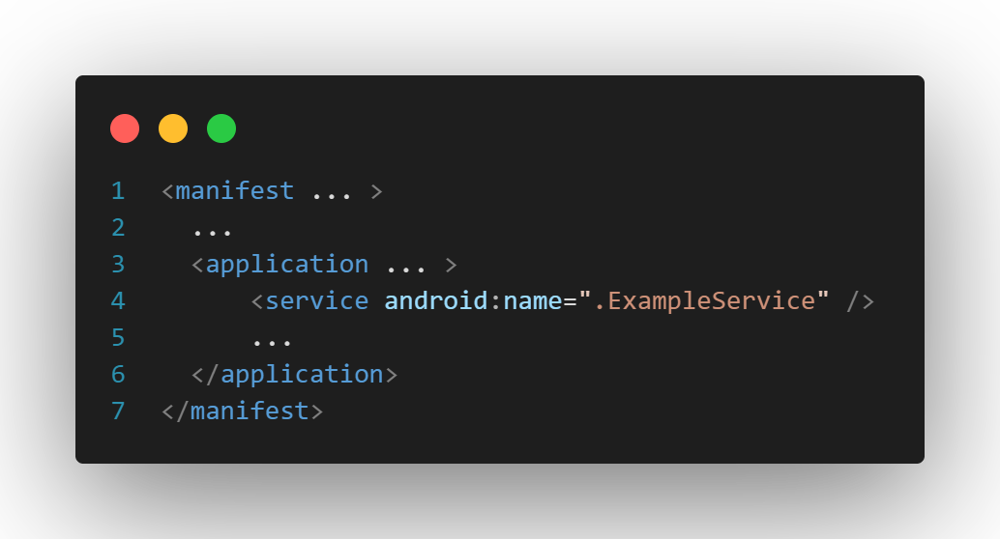 1 <manifest ... >
2   ...
3   <application ... >
4       <service android:name=".ExampleService" />
5       ...
6   </application>
7 </manifest>